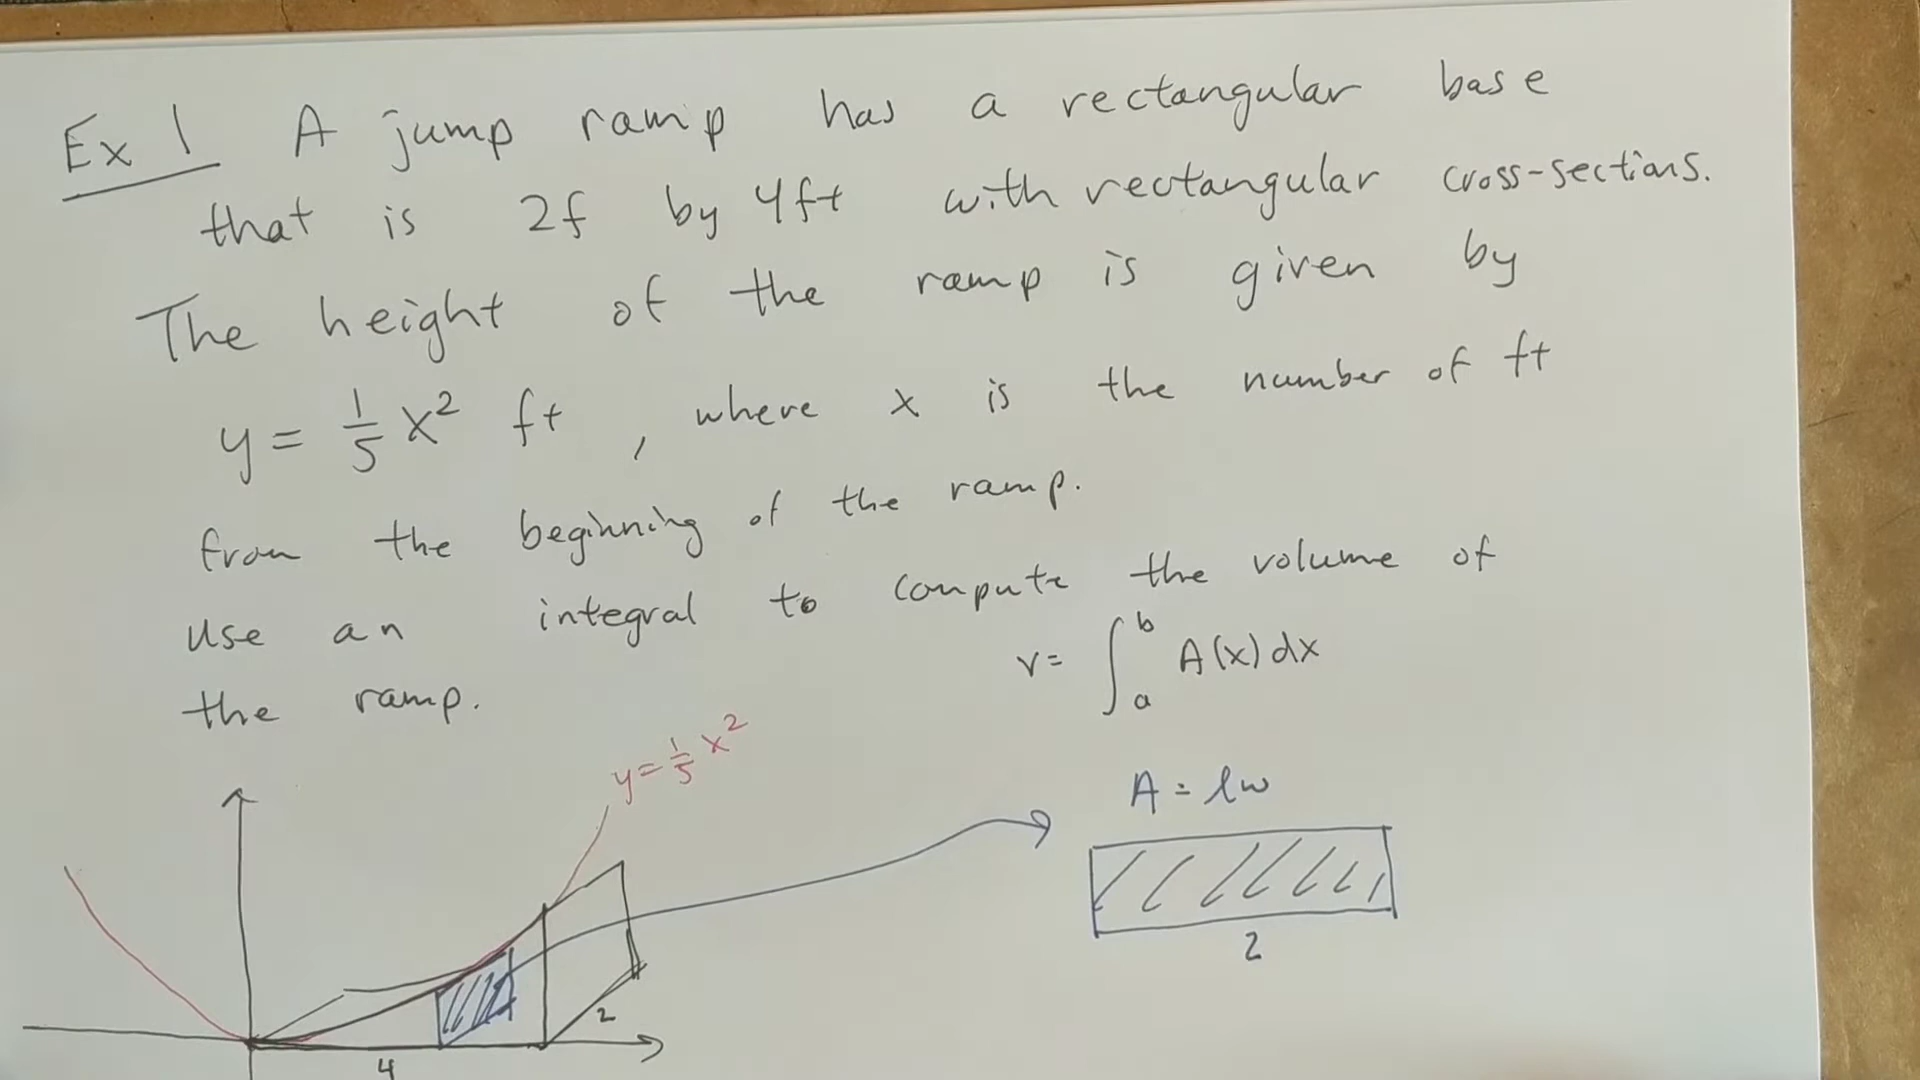 Ex 1 A jump ramp has a rectangular base
that is 2f by 4ft with rectangular cross-sections.
The height of the ramp is given by
y = 1/5 x² ft , where x is the number of ft
from the beginning of the ramp.
Use an integral to compute the volume of
the ramp.
V = ∫_a^b A(x) dx
y = 1/5 x²
A = lw
2
2
4